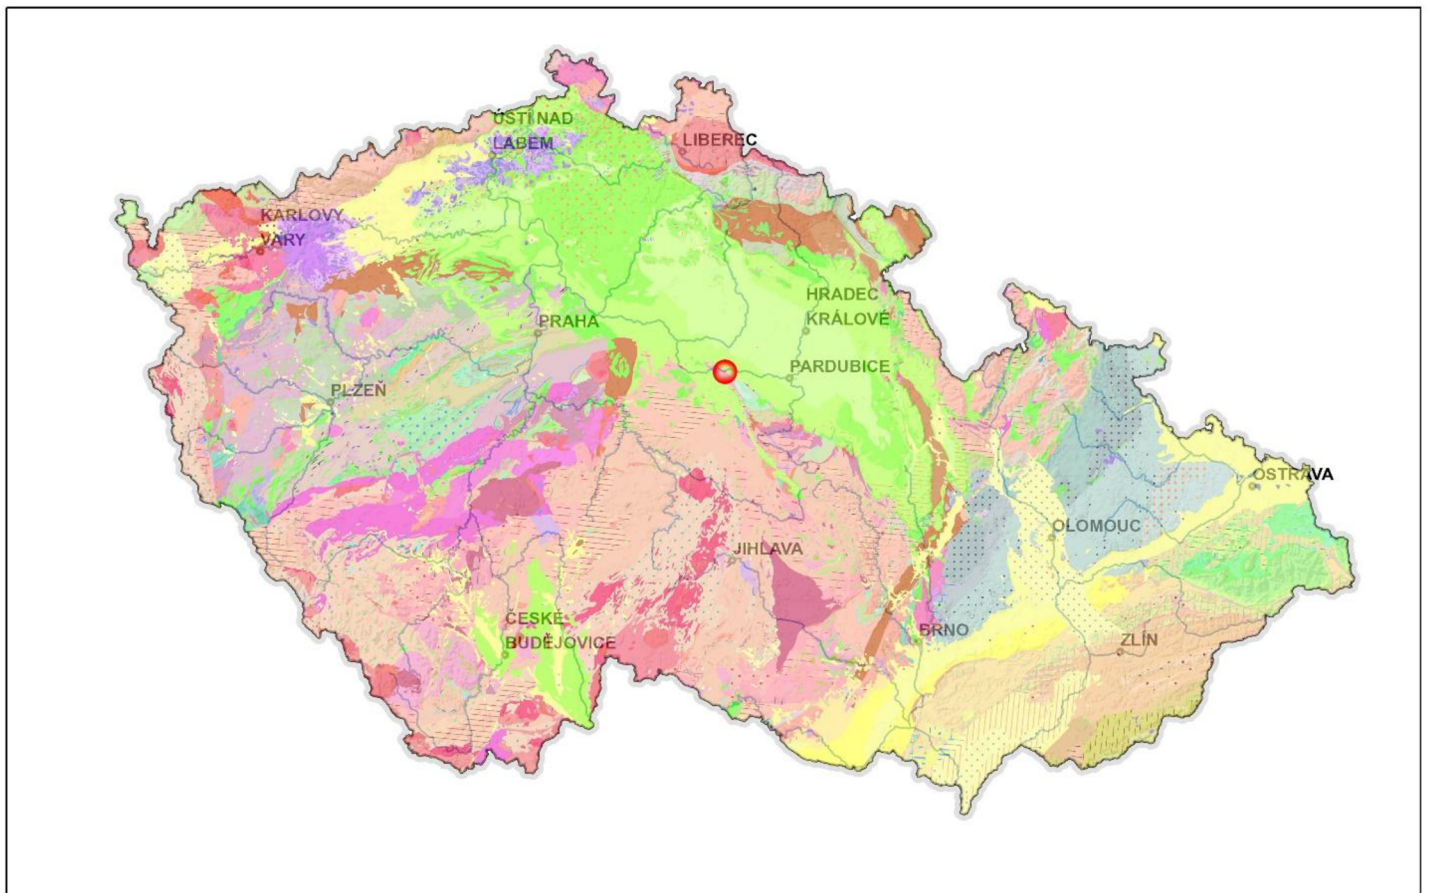 ÚSTÍ NAD
LABEM
LIBEREC
KARLOVY
VARY
HRADEC
KRÁLOVÉ
PRAHA
PARDUBICE
PLZEŇ
OSTRAVA
OLOMOUC
JIHLAVA
ČESKÉ
BUDĚJOVICE
BRNO
ZLÍN